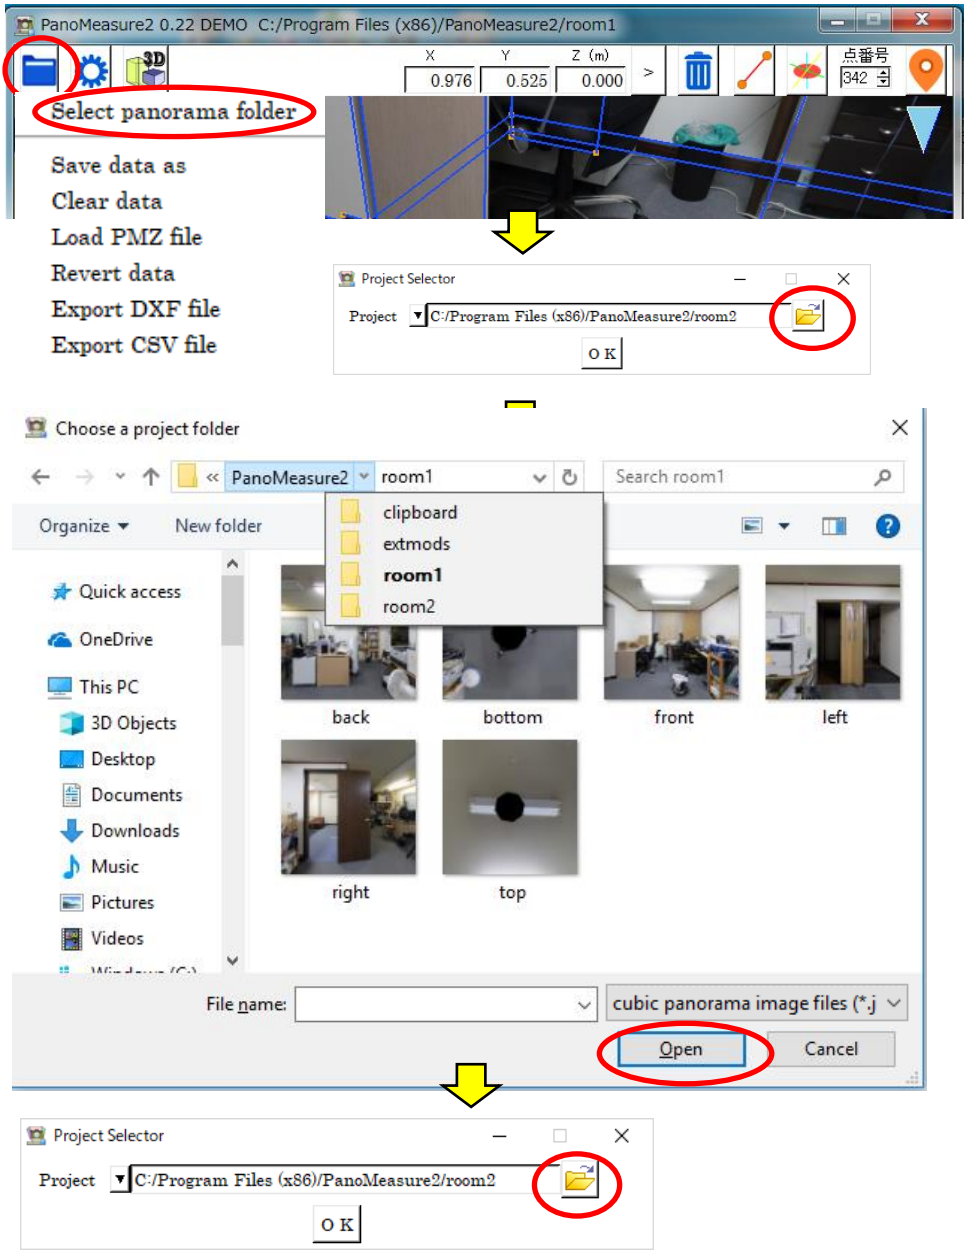 PanoMeasure2 0.22 DEMO C:/Program Files (x86)/PanoMeasure2/room1
3D
X Y Z (m)
0.976 0.525 0.000 >
点番号
342
Select panorama folder
Save data as
Clear data
Load PMZ file
Revert data
Export DXF file
Export CSV file
Project Selector
Project C:/Program Files (x86)/PanoMeasure2/room2
O K
Choose a project folder
« PanoMeasure2 room1
Search room1
Organize
New folder
clipboard
extmods
room1
room2
Quick access
OneDrive
This PC
3D Objects
Desktop
Documents
Downloads
Music
Pictures
Videos
Windows (C:)
back
bottom
front
left
right
top
File name:
cubic panorama image files (*.j
Open
Cancel
Project Selector
Project C:/Program Files (x86)/PanoMeasure2/room2
O K